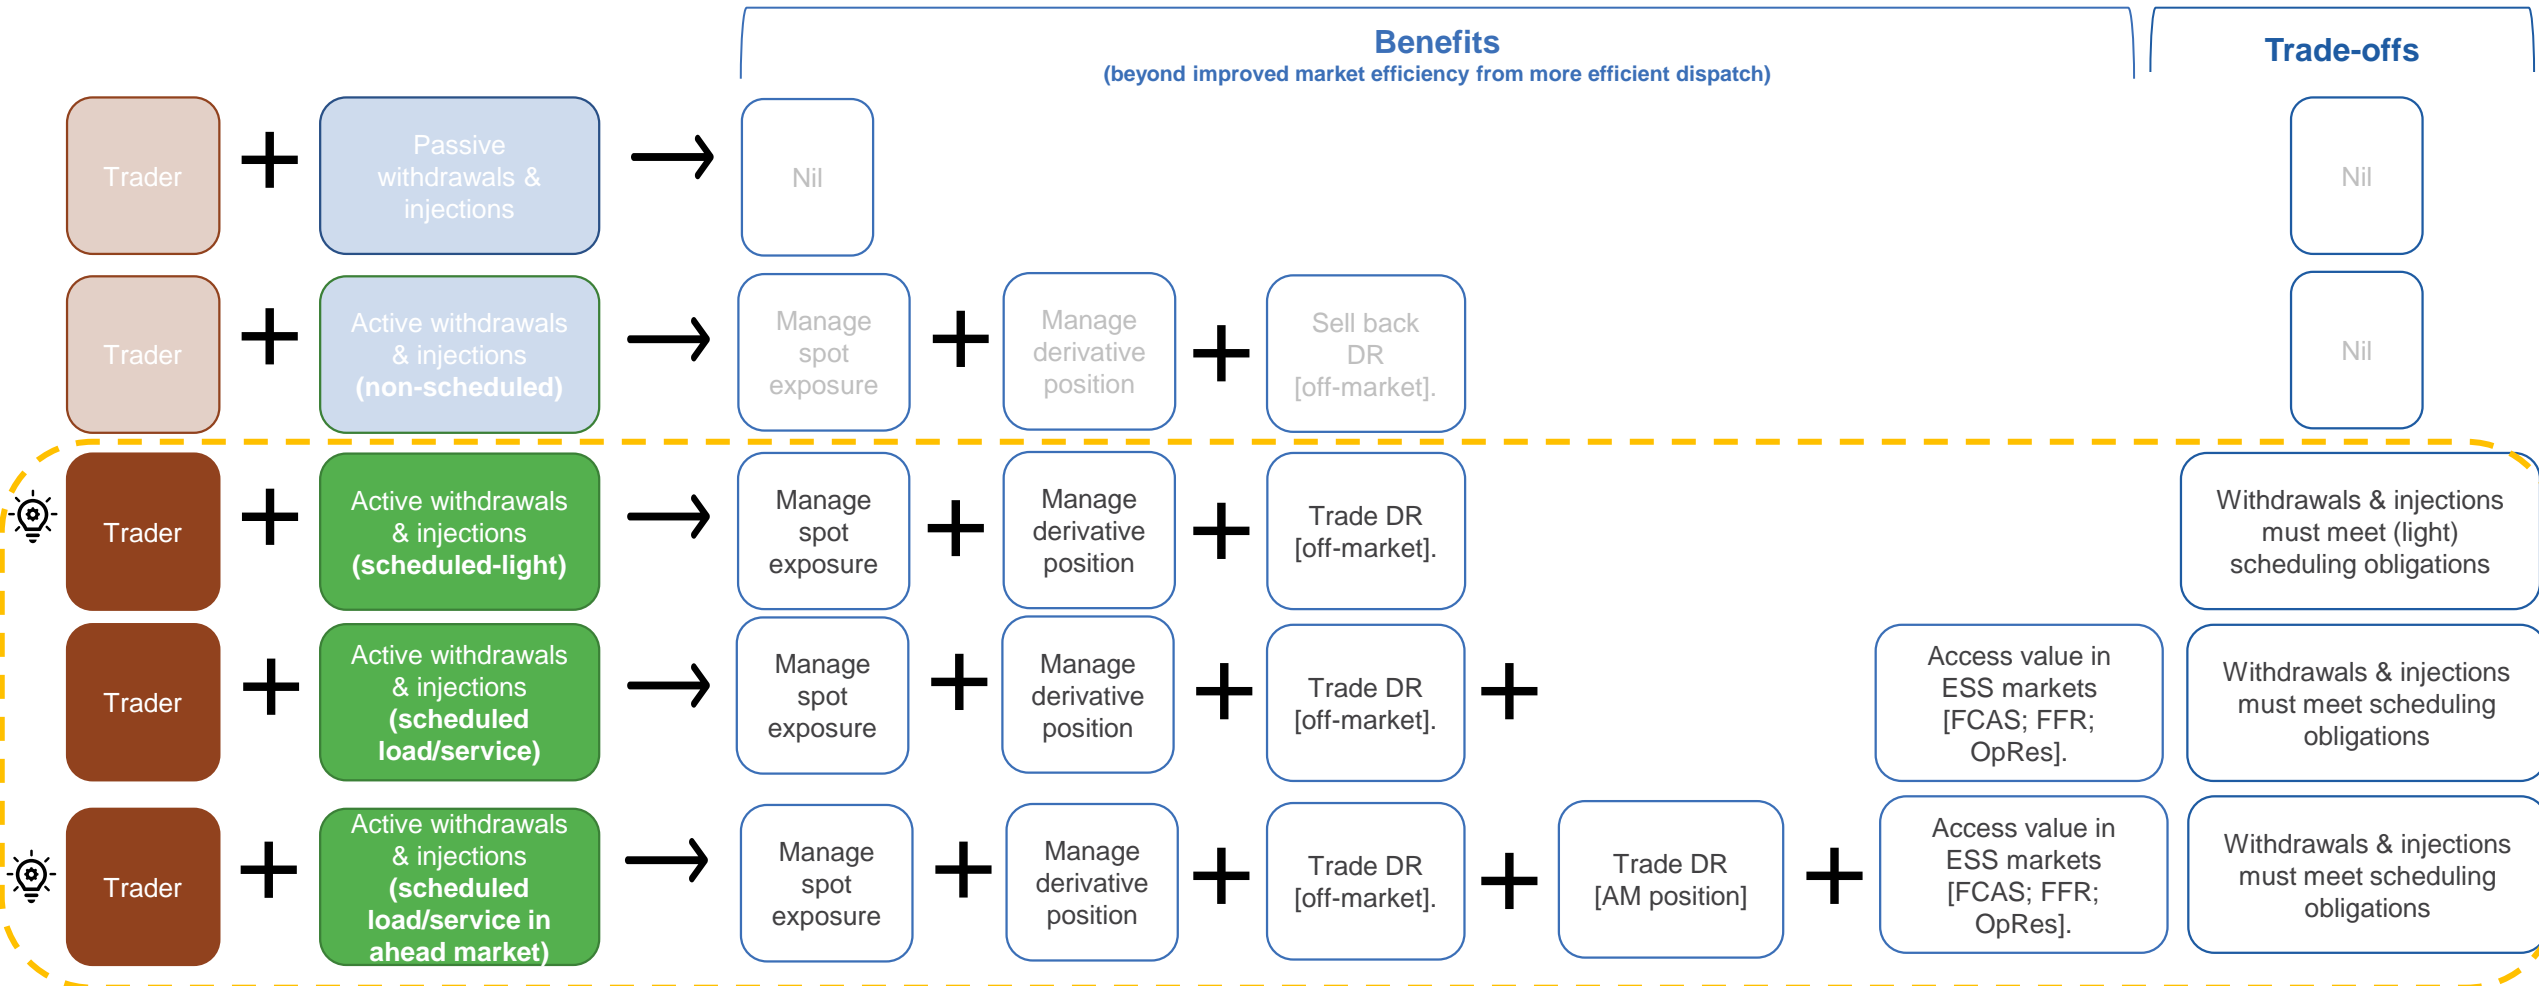 Benefits
(beyond improved market efficiency from more efficient dispatch)
Trade-offs
Trader
Passive
withdrawals &
injections
Nil
Nil
Trader
Active withdrawals
& injections
(non-scheduled)
Manage
spot
exposure
Manage
derivative
position
Sell back
DR
[off-market].
Nil
Trader
Active withdrawals
& injections
(scheduled-light)
Manage
spot
exposure
Manage
derivative
position
Trade DR
[off-market].
Withdrawals & injections
must meet (light)
scheduling obligations
Trader
Active withdrawals
& injections
(scheduled
load/service)
Manage
spot
exposure
Manage
derivative
position
Trade DR
[off-market].
Access value in
ESS markets
[FCAS; FFR;
OpRes].
Withdrawals & injections
must meet scheduling
obligations
Trader
Active withdrawals
& injections
(scheduled
load/service in
ahead market)
Manage
spot
exposure
Manage
derivative
position
Trade DR
[off-market].
Trade DR
[AM position]
Access value in
ESS markets
[FCAS; FFR;
OpRes].
Withdrawals & injections
must meet scheduling
obligations